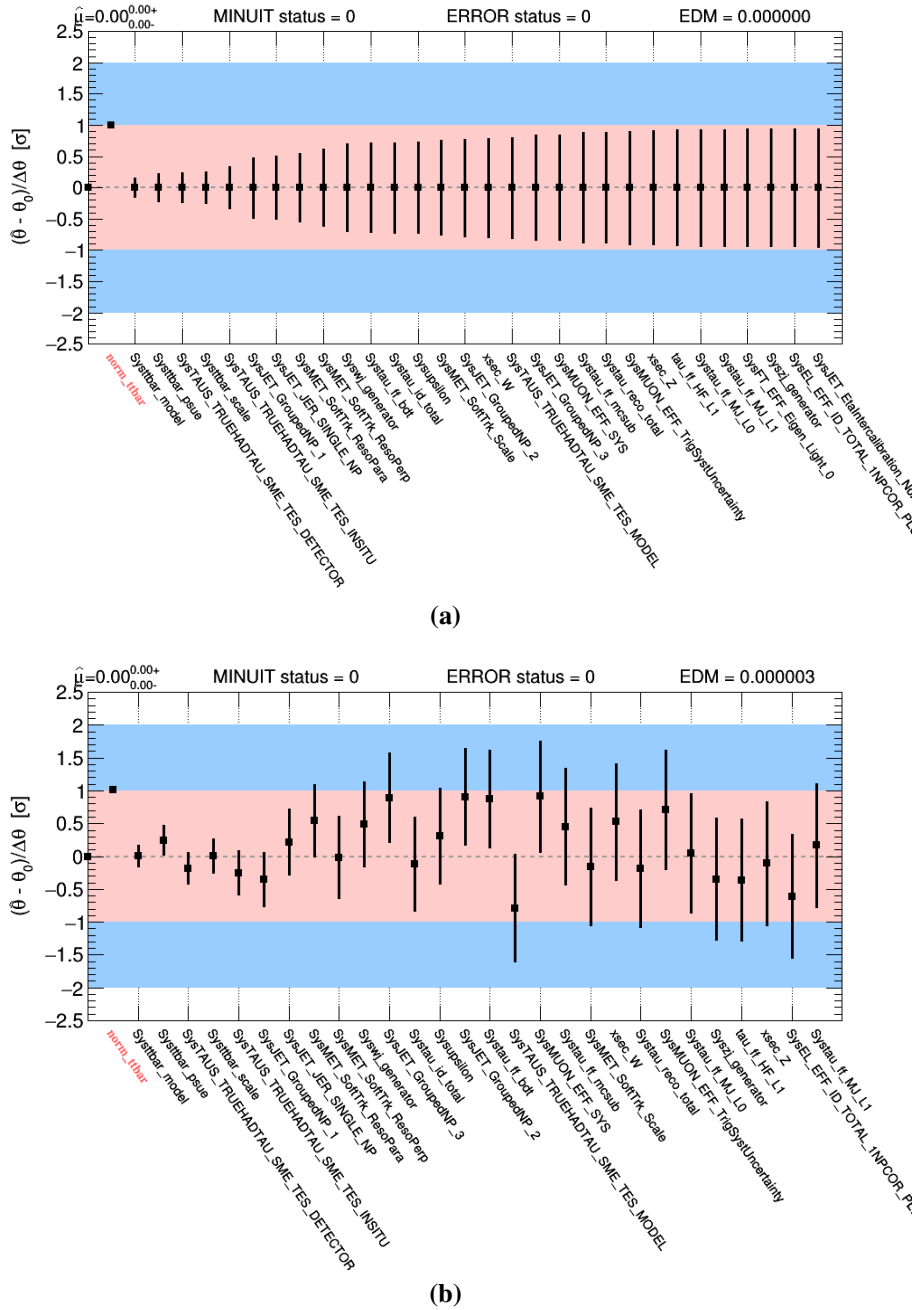 μ̂=0.00 0.00+ 0.00- MINUIT status = 0 ERROR status = 0 EDM = 0.000000
(θ̂ - θ0)/Δθ [σ]
2.5
2
1.5
1
0.5
0
−0.5
−1
−1.5
−2
−2.5
norm_ttbar
Systtbar_model
Systtbar_psue
SysTAUS_TRUEHADTAU_SME_TES_DETECTOR
Systtbar_scale
SysTAUS_TRUEHADTAU_SME_TES_INSITU
SysJET_GroupedNP_1
SysJET_JER_SINGLE_NP
SysMET_SoftTrk_ResoPara
SysMET_SoftTrk_ResoPerp
Syswj_generator
Systau_ff_bdt
Systau_id_total
Sysupsilon
SysMET_SoftTrk_Scale
SysJET_GroupedNP_2
xsec_W
SysTAUS_TRUEHADTAU_SME_TES_MODEL
SysJET_GroupedNP_3
SysMUON_EFF_SYS
Systau_ff_mcsub
Systau_reco_total
SysMUON_EFF_TrigSystUncertainty
xsec_Z
tau_ff_HF_L1
Systau_ff_MJ_L0
Systau_ff_MJ_L1
SysFT_EFF_Eigen_Light_0
Syszj_generator
SysEL_EFF_ID_TOTAL_1NPCOR_PL
SysJET_EtaIntercalibration_No
(a)
μ̂=0.00 0.00+ 0.00- MINUIT status = 0 ERROR status = 0 EDM = 0.000003
(θ̂ - θ0)/Δθ [σ]
2.5
2
1.5
1
0.5
0
−0.5
−1
−1.5
−2
−2.5
norm_ttbar
Systtbar_model
Systtbar_psue
SysTAUS_TRUEHADTAU_SME_TES_DETECTOR
Systtbar_scale
SysTAUS_TRUEHADTAU_SME_TES_INSITU
SysJET_GroupedNP_1
SysJET_JER_SINGLE_NP
SysMET_SoftTrk_ResoPara
SysMET_SoftTrk_ResoPerp
Syswj_generator
SysJET_GroupedNP_3
Systau_id_total
Sysupsilon
SysJET_GroupedNP_2
Systau_ff_bdt
SysTAUS_TRUEHADTAU_SME_TES_MODEL
SysMUON_EFF_SYS
Systau_ff_mcsub
SysMET_SoftTrk_Scale
xsec_W
Systau_reco_total
SysMUON_EFF_TrigSystUncertainty
Systau_ff_MJ_L0
Syszj_generator
tau_ff_HF_L1
xsec_Z
SysEL_EFF_ID_TOTAL_1NPCOR_PL
Systau_ff_MJ_L1
(b)